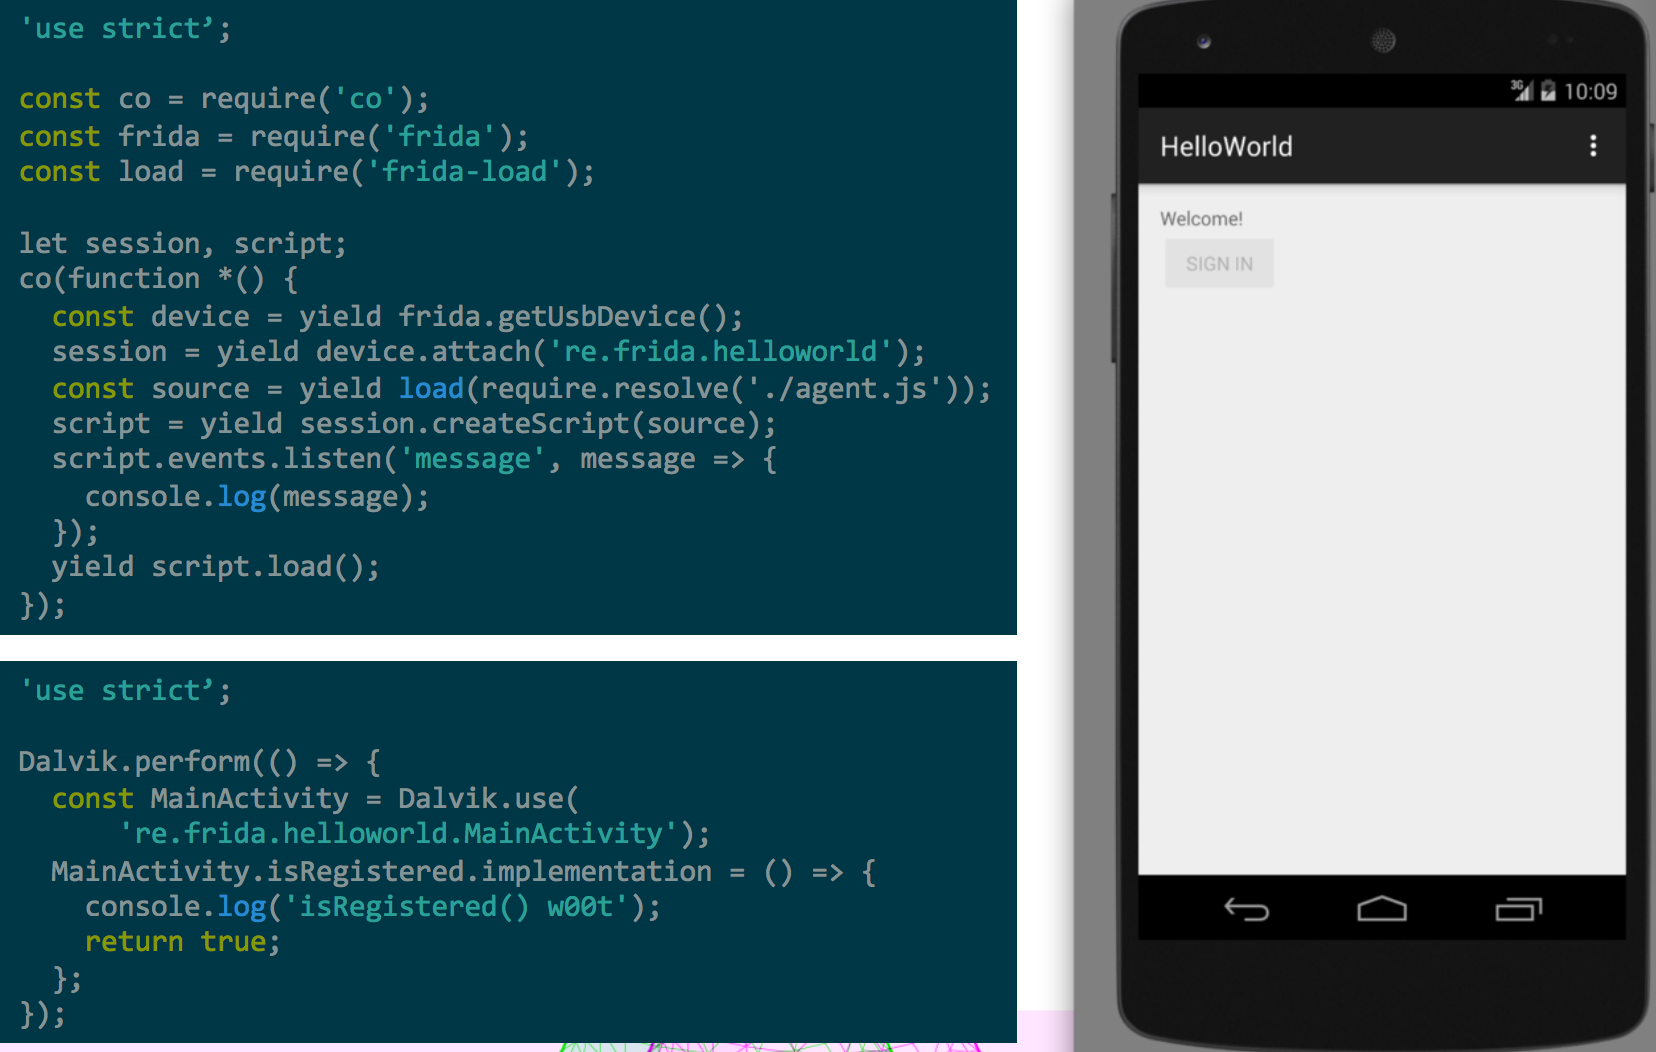 'use strict’;
const co = require('co');
const frida = require('frida');
const load = require('frida-load');
let session, script;
co(function *() {
  const device = yield frida.getUsbDevice();
  session = yield device.attach('re.frida.helloworld');
  const source = yield load(require.resolve('./agent.js'));
  script = yield session.createScript(source);
  script.events.listen('message', message => {
    console.log(message);
  });
  yield script.load();
});
'use strict’;
Dalvik.perform(() => {
  const MainActivity = Dalvik.use(
      're.frida.helloworld.MainActivity');
  MainActivity.isRegistered.implementation = () => {
    console.log('isRegistered() w00t');
    return true;
  };
});
3G 10:09
HelloWorld
Welcome!
SIGN IN